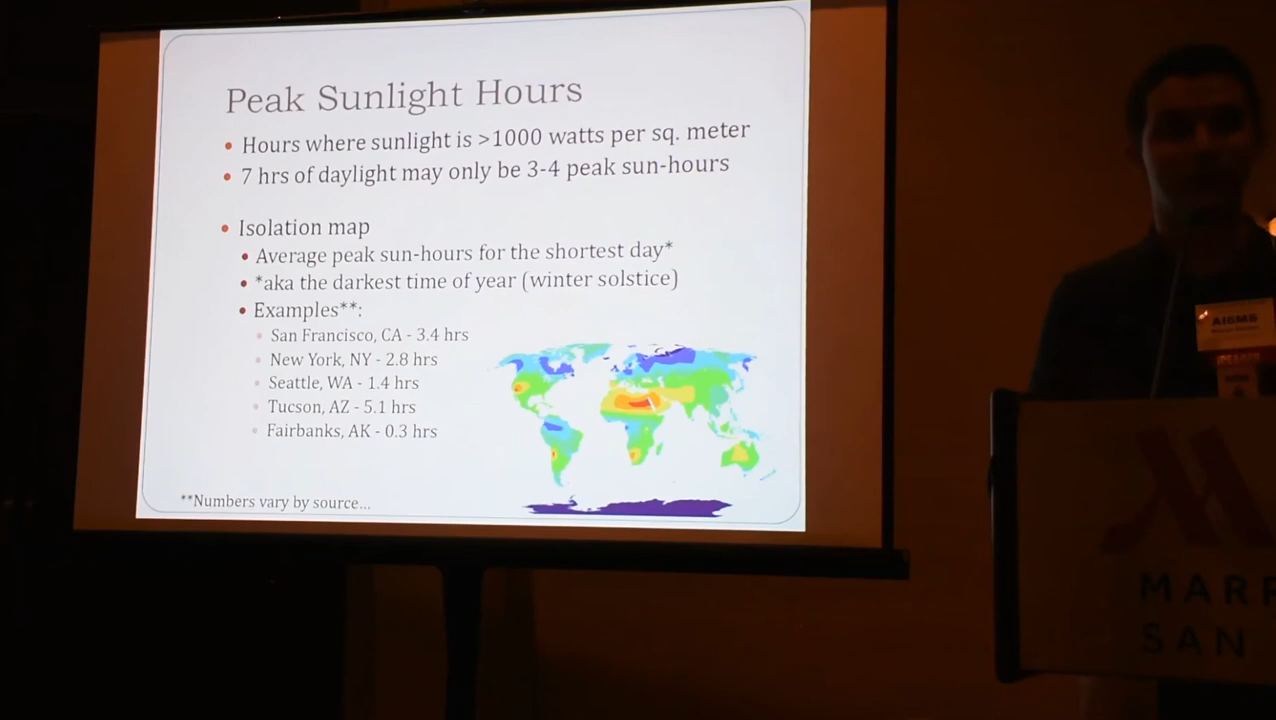 Peak Sunlight Hours
• Hours where sunlight is >1000 watts per sq. meter
• 7 hrs of daylight may only be 3-4 peak sun-hours
• Isolation map
• Average peak sun-hours for the shortest day*
• *aka the darkest time of year (winter solstice)
• Examples**:
• San Francisco, CA - 3.4 hrs
• New York, NY - 2.8 hrs
• Seattle, WA - 1.4 hrs
• Tucson, AZ - 5.1 hrs
• Fairbanks, AK - 0.3 hrs
**Numbers vary by source...
MARR
SAN